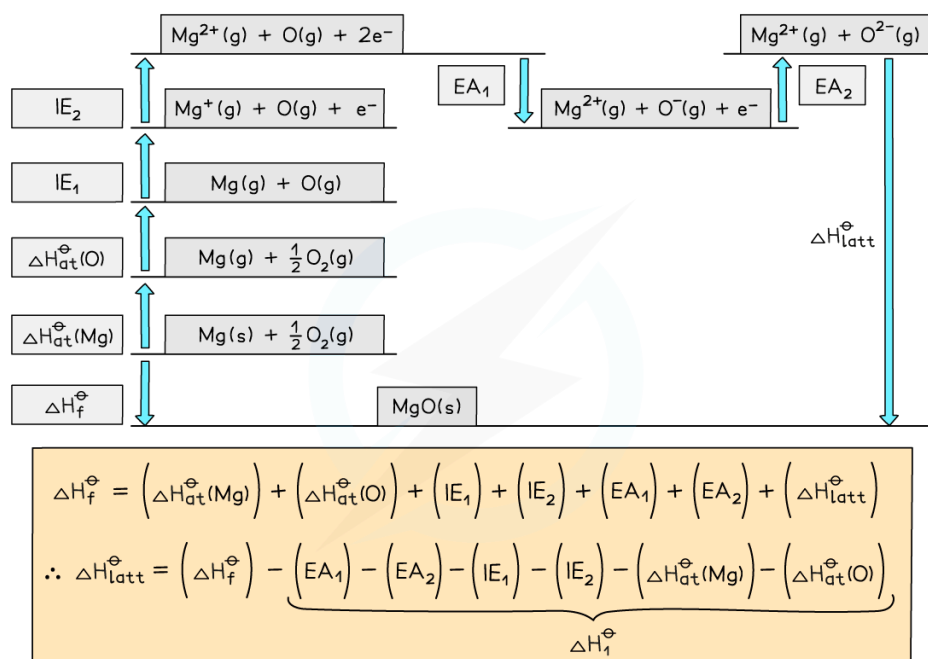 Mg²⁺(g) + O(g) + 2e⁻
Mg²⁺(g) + O²⁻(g)
EA₁
EA₂
IE₂
Mg⁺(g) + O(g) + e⁻
Mg²⁺(g) + O⁻(g) + e⁻
IE₁
Mg(g) + O(g)
ΔH⦵latt
ΔH⦵at(O)
Mg(g) + ½O₂(g)
ΔH⦵at(Mg)
Mg(s) + ½O₂(g)
ΔH⦵f
MgO(s)
ΔH⦵f = (ΔH⦵at(Mg)) + (ΔH⦵at(O)) + (IE₁) + (IE₂) + (EA₁) + (EA₂) + (ΔH⦵latt)
∴ ΔH⦵latt = (ΔH⦵f) − (EA₁) − (EA₂) − (IE₁) − (IE₂) − (ΔH⦵at(Mg)) − (ΔH⦵at(O))
ΔH⦵1